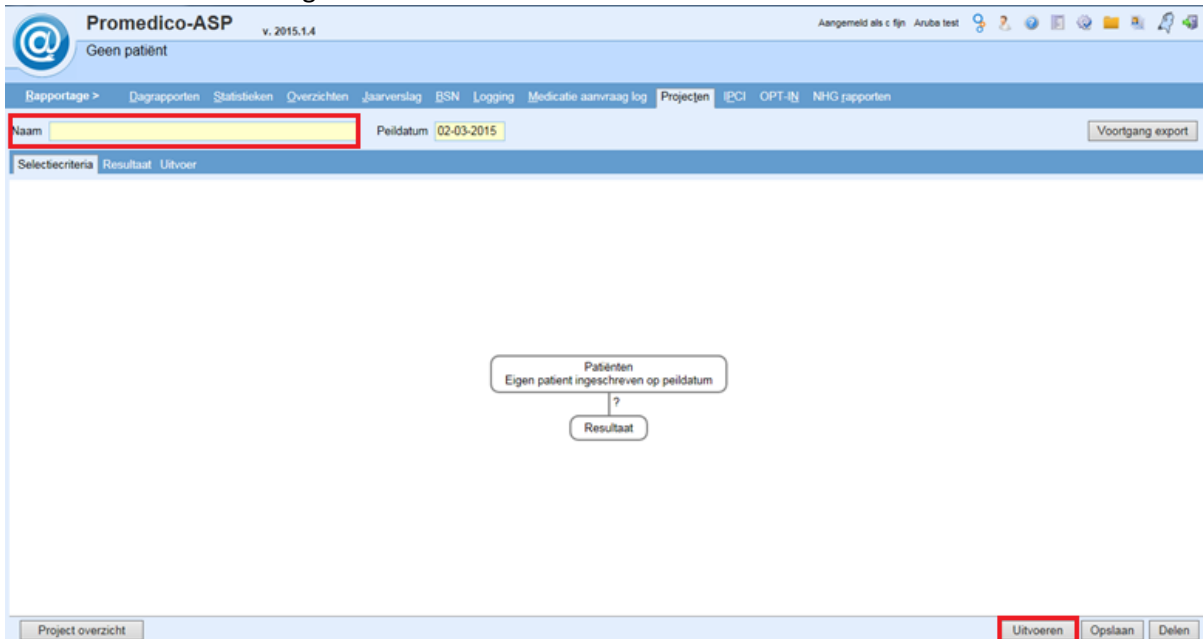 Promedico-ASP v. 2015.1.4
Aangemeld als c fijn Aruba test
Geen patiënt
Rapportage > Dagrapporten Statistieken Overzichten Jaarverslag BSN Logging Medicatie aanvraag log Projecten IPCI OPT-IN NHG rapporten
Naam Peildatum 02-03-2015 Voortgang export
Selectiecriteria Resultaat Uitvoer
Patiënten
Eigen patient ingeschreven op peildatum
?
Resultaat
Project overzicht Uitvoeren Opslaan Delen